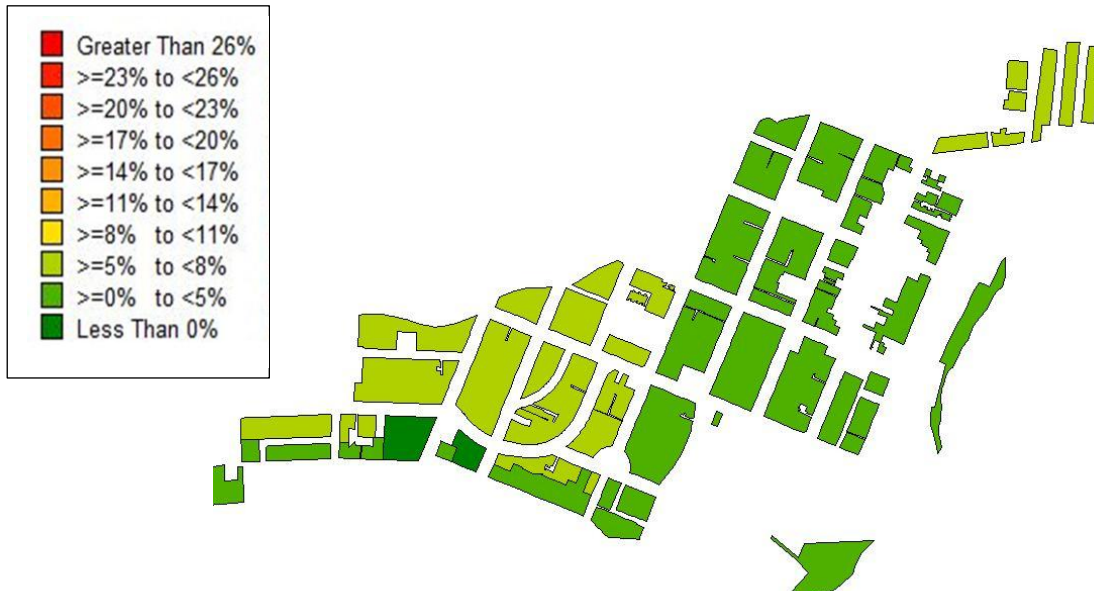 Greater Than 26%
>=23% to <26%
>=20% to <23%
>=17% to <20%
>=14% to <17%
>=11% to <14%
>=8% to <11%
>=5% to <8%
>=0% to <5%
Less Than 0%